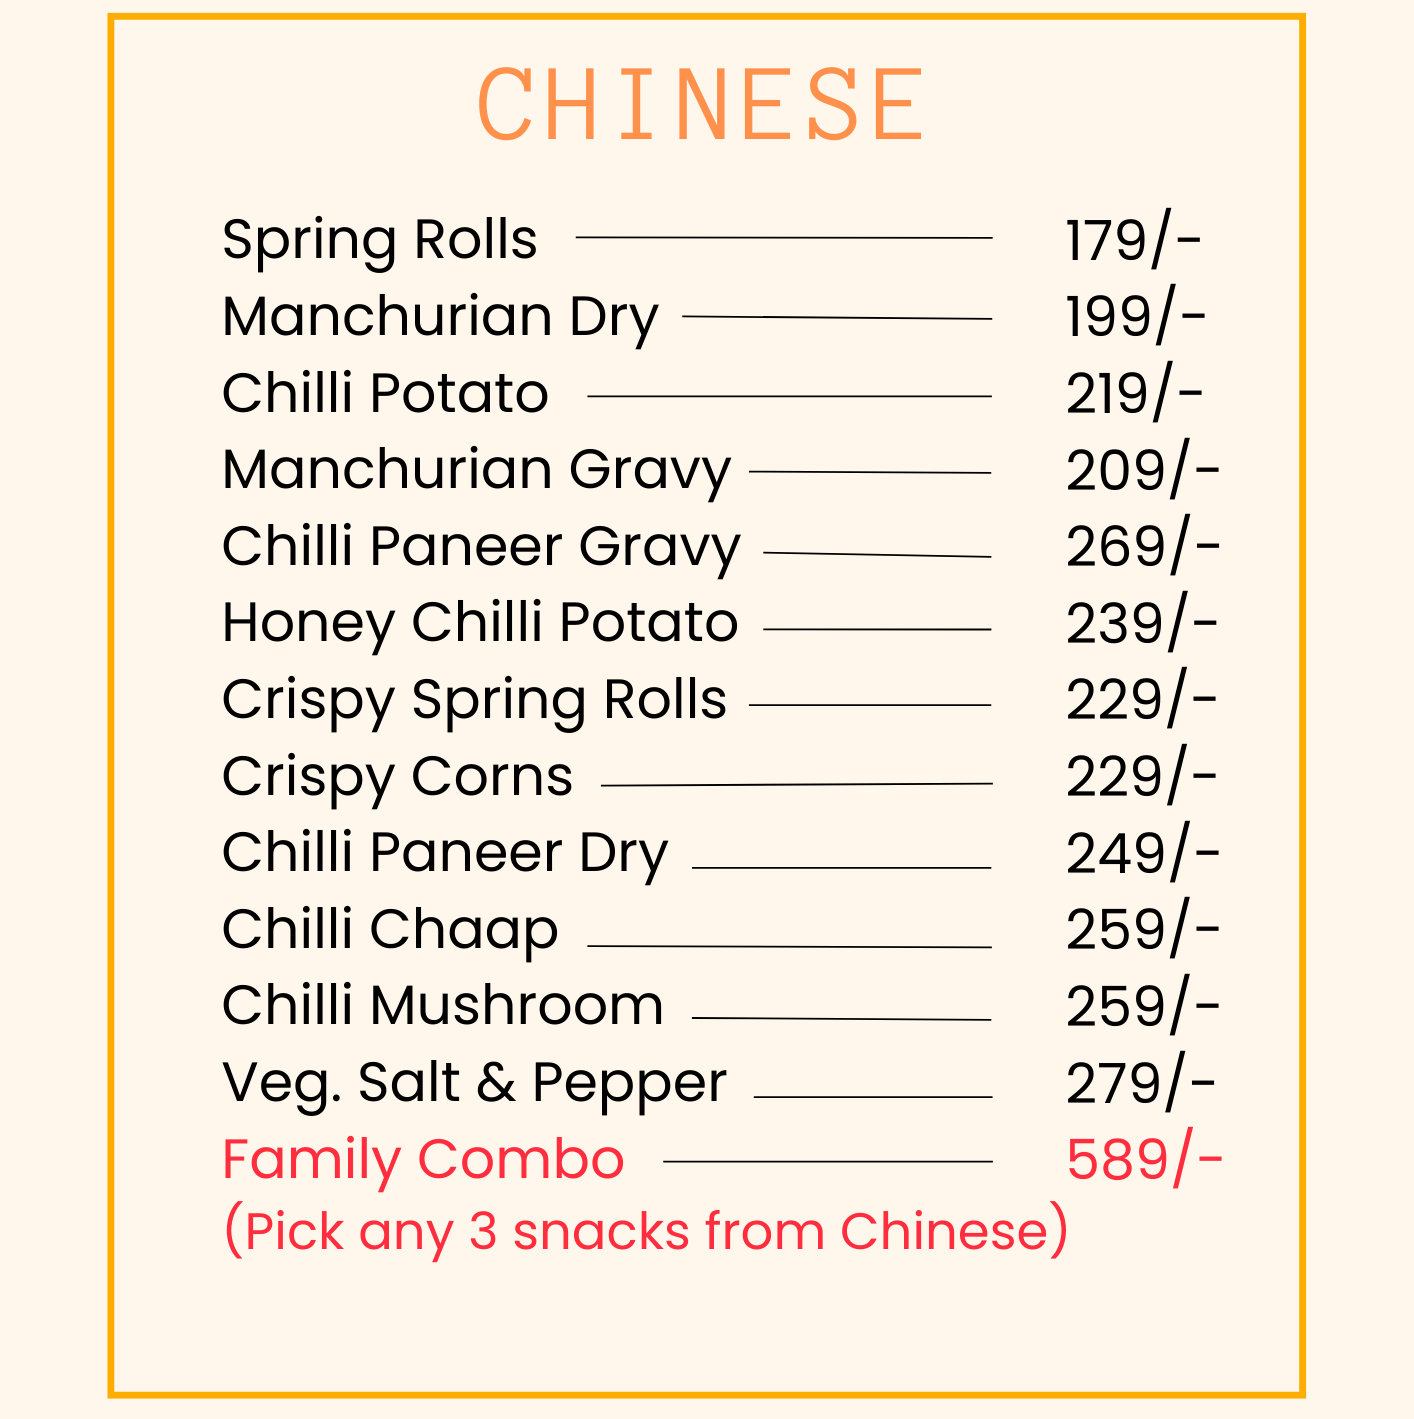 CHINESE
Spring Rolls 179/-
Manchurian Dry 199/-
Chilli Potato 219/-
Manchurian Gravy 209/-
Chilli Paneer Gravy 269/-
Honey Chilli Potato 239/-
Crispy Spring Rolls 229/-
Crispy Corns 229/-
Chilli Paneer Dry 249/-
Chilli Chaap 259/-
Chilli Mushroom 259/-
Veg. Salt & Pepper 279/-
Family Combo 589/-
(Pick any 3 snacks from Chinese)